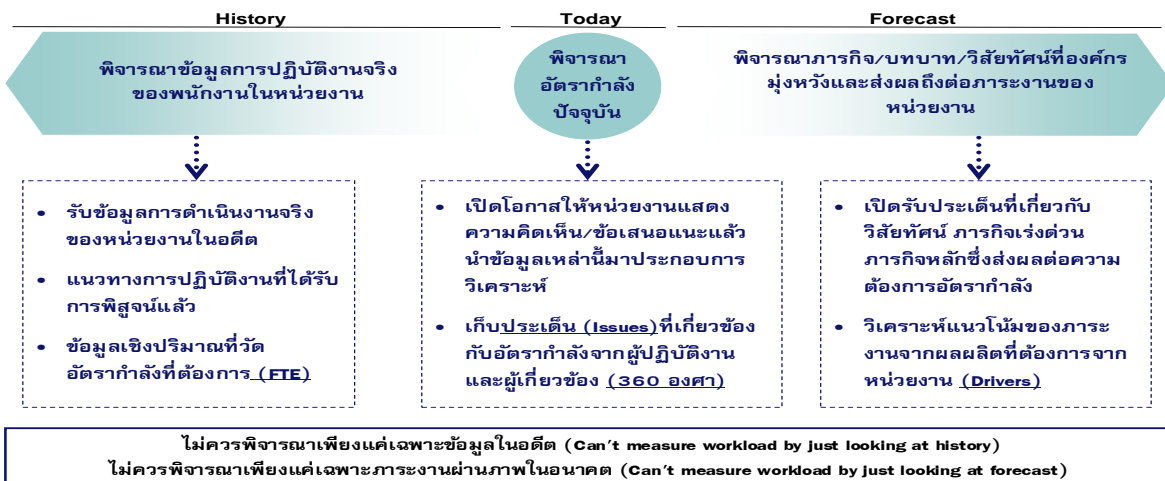 History
Today
Forecast
พิจารณาข้อมูลการปฏิบัติงานจริง
ของพนักงานในหน่วยงาน
พิจารณา
อัตรากำลัง
ปัจจุบัน
พิจารณาภารกิจ/บทบาท/วิสัยทัศน์ที่องค์กร
มุ่งหวังและส่งผลถึงต่อภาระงานของ
หน่วยงาน
• รับข้อมูลการดำเนินงานจริง
ของหน่วยงานในอดีต
• แนวทางการปฏิบัติงานที่ได้รับ
การพิสูจน์แล้ว
• ข้อมูลเชิงปริมาณที่วัด
อัตรากำลังที่ต้องการ (FTE)
• เปิดโอกาสให้หน่วยงานแสดง
ความคิดเห็น/ข้อเสนอแนะแล้ว
นำข้อมูลเหล่านี้มาประกอบการ
วิเคราะห์
• เก็บประเด็น (Issues)ที่เกี่ยวข้อง
กับอัตรากำลังจากผู้ปฏิบัติงาน
และผู้เกี่ยวข้อง (360 องศา)
• เปิดรับประเด็นที่เกี่ยวกับ
วิสัยทัศน์ ภารกิจเร่งด่วน
ภารกิจหลักซึ่งส่งผลต่อความ
ต้องการอัตรากำลัง
• วิเคราะห์แนวโน้มของภาระ
งานจากผลผลิตที่ต้องการจาก
หน่วยงาน (Drivers)
ไม่ควรพิจารณาเพียงแค่เฉพาะข้อมูลในอดีต (Can't measure workload by just looking at history)
ไม่ควรพิจารณาเพียงแค่เฉพาะภาระงานผ่านภาพในอนาคต (Can't measure workload by just looking at forecast)